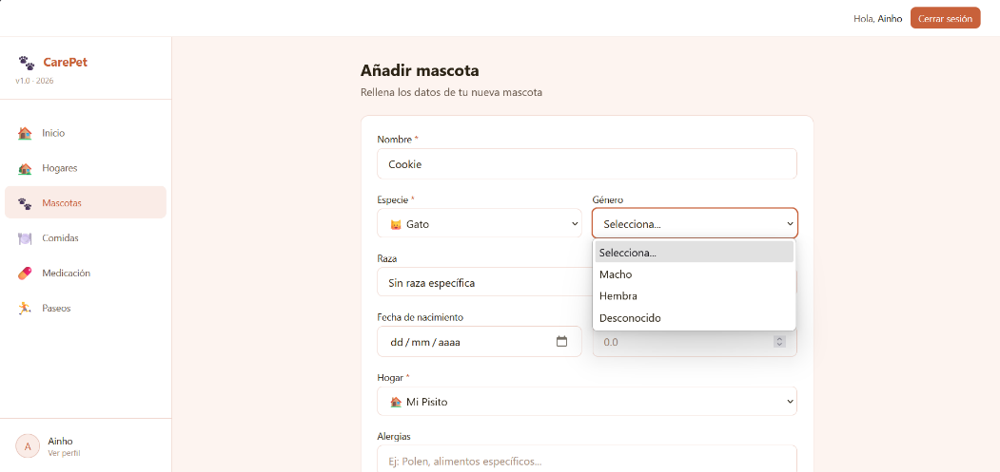 Hola, Ainho
Cerrar sesión
CarePet
v1.0 - 2026
Inicio
Hogares
Mascotas
Comidas
Medicación
Paseos
A
Ainho
Ver perfil
Añadir mascota
Rellena los datos de tu nueva mascota
Nombre *
Cookie
Especie *
Gato
Género
Selecciona...
Selecciona...
Macho
Hembra
Desconocido
Raza
Sin raza específica
Fecha de nacimiento
dd / mm / aaaa
0.0
Hogar *
Mi Pisito
Alergias
Ej: Polen, alimentos específicos...